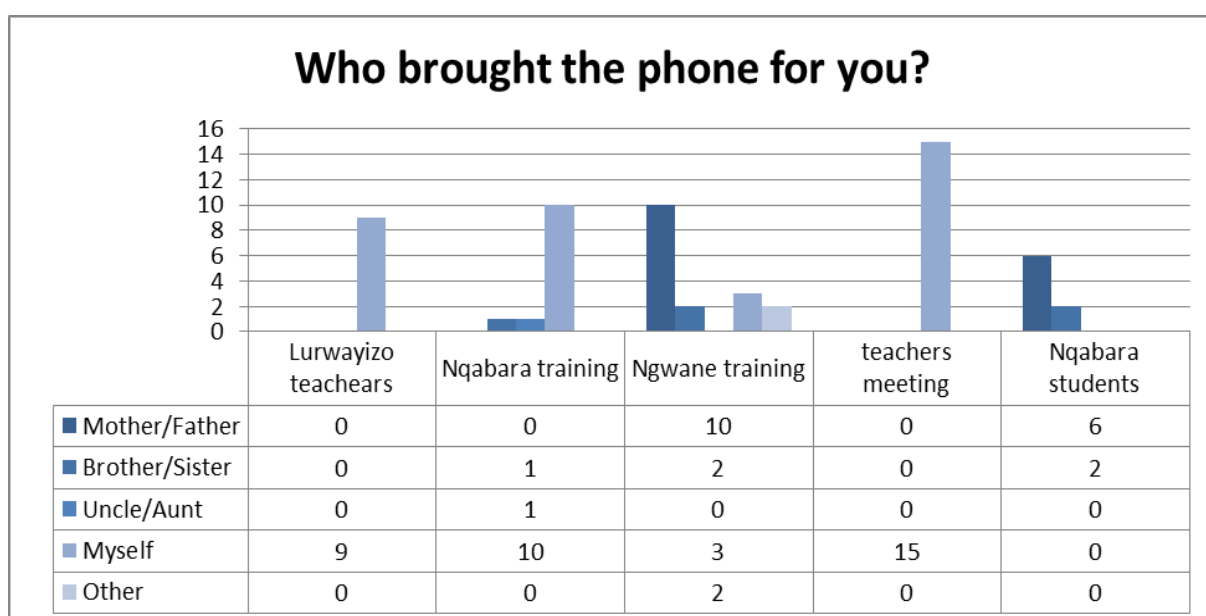 Who brought the phone for you?
16
14
12
10
8
6
4
2
0
Lurwayizo teachears Nqabara training Ngwane training teachers meeting Nqabara students
Mother/Father 0 0 10 0 6
Brother/Sister 0 1 2 0 2
Uncle/Aunt 0 1 0 0 0
Myself 9 10 3 15 0
Other 0 0 2 0 0